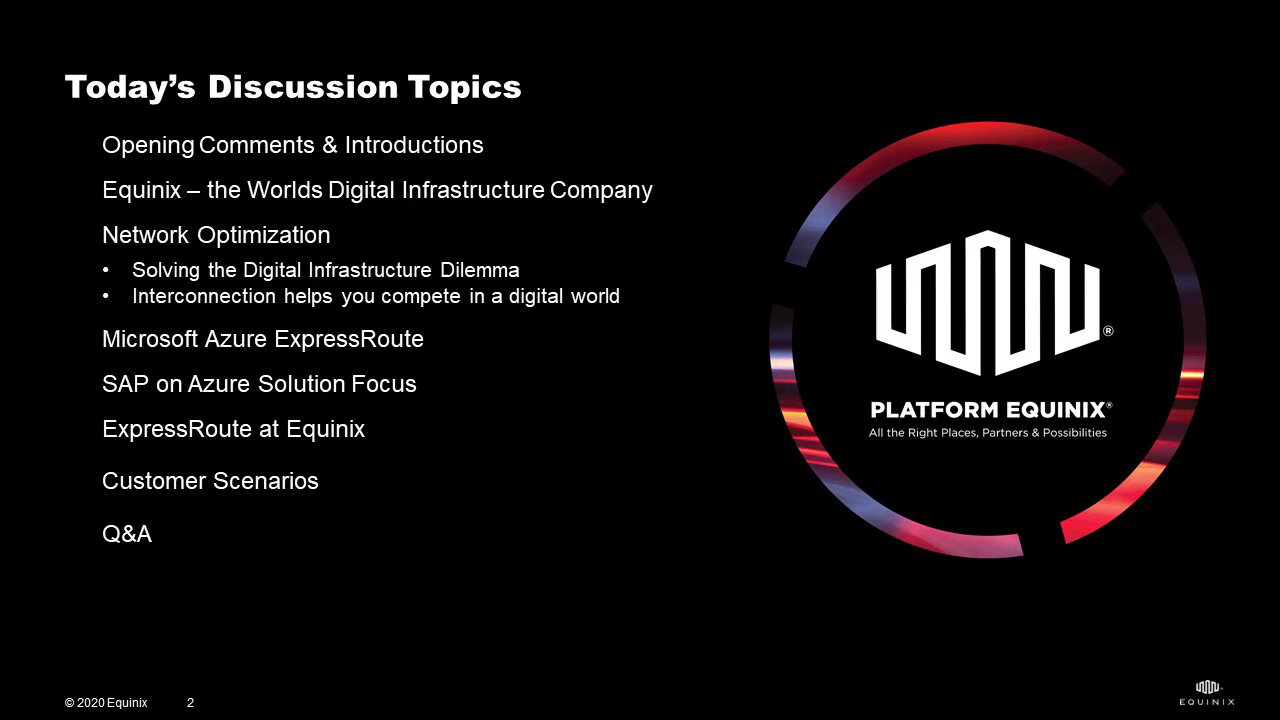 Today’s Discussion Topics
Opening Comments & Introductions
Equinix – the Worlds Digital Infrastructure Company
Network Optimization
• Solving the Digital Infrastructure Dilemma
• Interconnection helps you compete in a digital world
Microsoft Azure ExpressRoute
SAP on Azure Solution Focus
ExpressRoute at Equinix
Customer Scenarios
Q&A
®
PLATFORM EQUINIX®
All the Right Places, Partners & Possibilities
© 2020 Equinix 2
EQUINIX